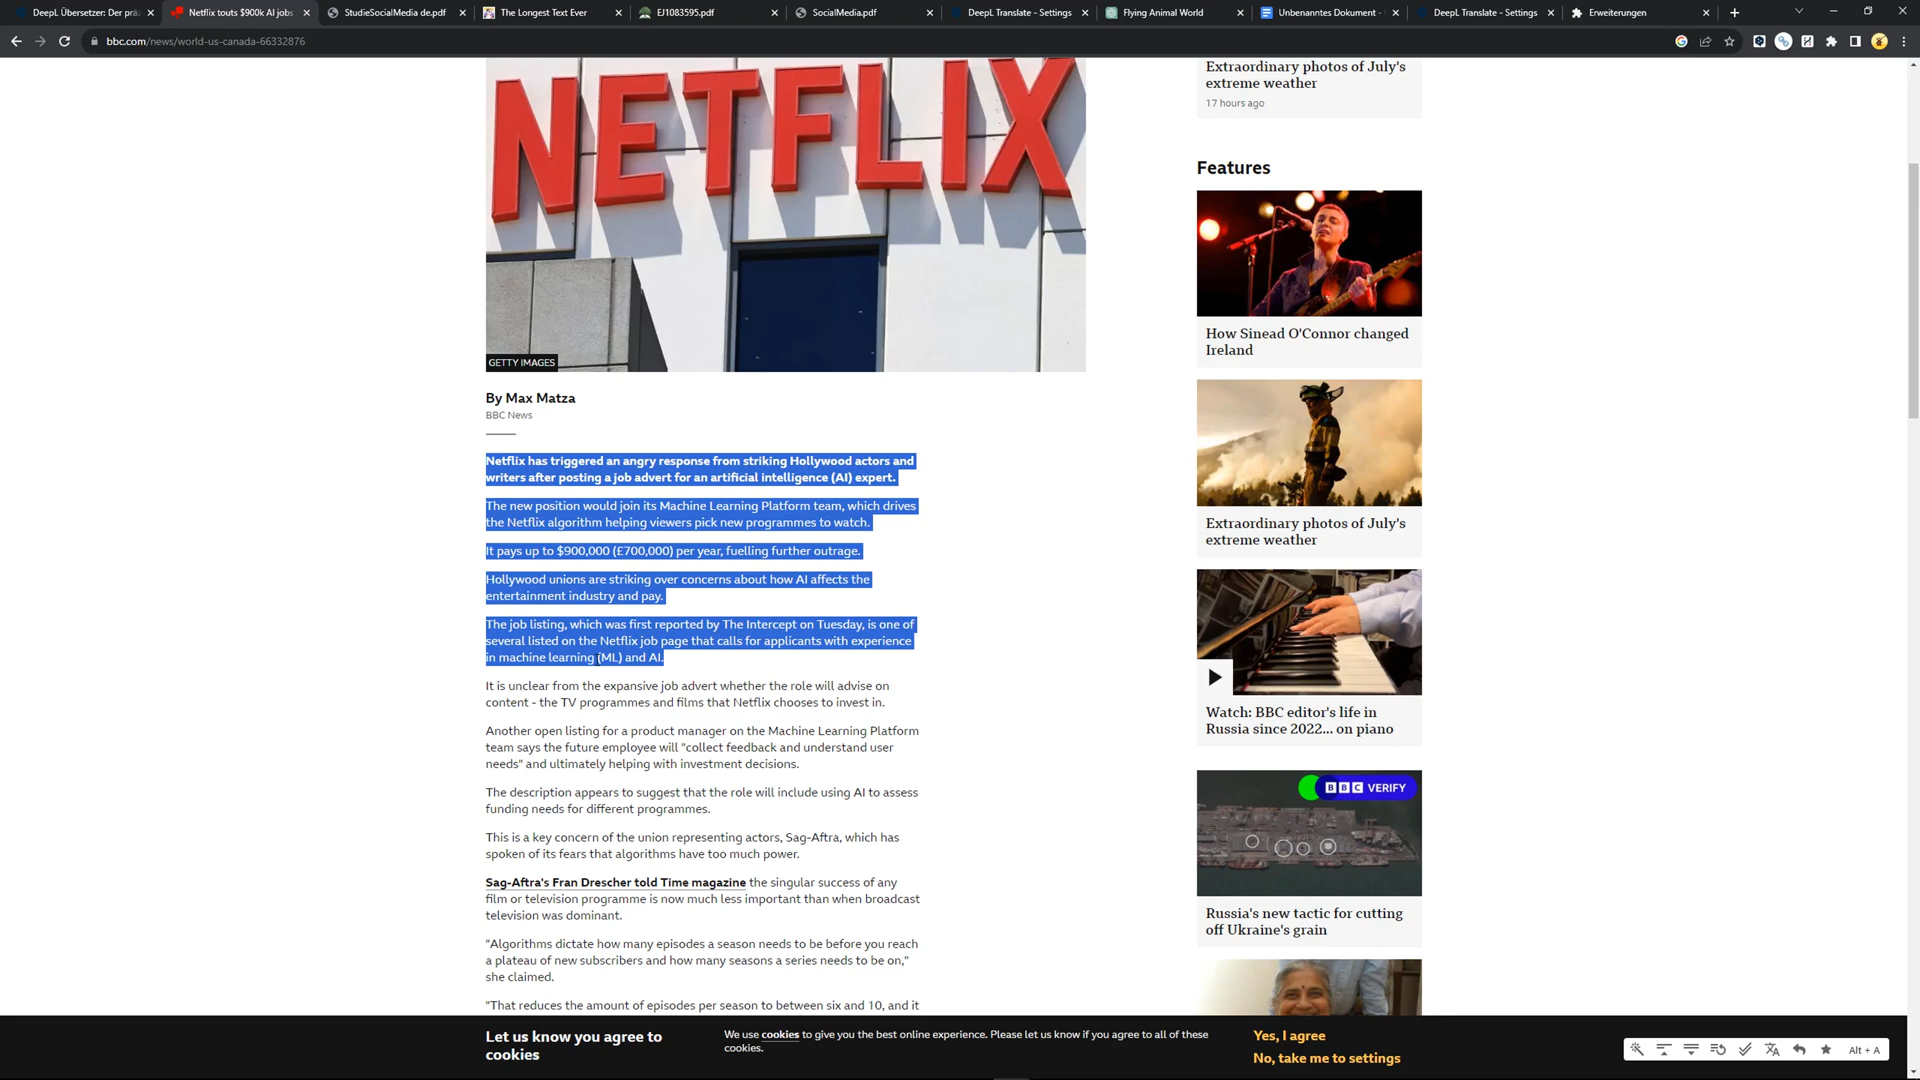 DeepL Übersetzer: Der prä
Netflix touts $900k AI jobs
StudieSocialMedia de.pdf
The Longest Text Ever
EJ1083595.pdf
SocialMedia.pdf
DeepL Translate - Settings
Flying Animal World
Unbenanntes Dokument -
DeepL Translate - Settings
Erweiterungen
bbc.com/news/world-us-canada-66332876
NETFLIX
GETTY IMAGES
By Max Matza
BBC News
Netflix has triggered an angry response from striking Hollywood actors and
writers after posting a job advert for an artificial intelligence (AI) expert.
The new position would join its Machine Learning Platform team, which drives
the Netflix algorithm helping viewers pick new programmes to watch.
It pays up to $900,000 (£700,000) per year, fuelling further outrage.
Hollywood unions are striking over concerns about how AI affects the
entertainment industry and pay.
The job listing, which was first reported by The Intercept on Tuesday, is one of
several listed on the Netflix job page that calls for applicants with experience
in machine learning (ML) and AI.
It is unclear from the expansive job advert whether the role will advise on
content - the TV programmes and films that Netflix chooses to invest in.
Another open listing for a product manager on the Machine Learning Platform
team says the future employee will "collect feedback and understand user
needs" and ultimately helping with investment decisions.
The description appears to suggest that the role will include using AI to assess
funding needs for different programmes.
This is a key concern of the union representing actors, Sag-Aftra, which has
spoken of its fears that algorithms have too much power.
Sag-Aftra's Fran Drescher told Time magazine the singular success of any
film or television programme is now much less important than when broadcast
television was dominant.
"Algorithms dictate how many episodes a season needs to be before you reach
a plateau of new subscribers and how many seasons a series needs to be on,"
she claimed.
"That reduces the amount of episodes per season to between six and 10, and it
Extraordinary photos of July's
extreme weather
17 hours ago
Features
How Sinead O'Connor changed
Ireland
Extraordinary photos of July's
extreme weather
Watch: BBC editor's life in
Russia since 2022... on piano
BBC VERIFY
Russia's new tactic for cutting
off Ukraine's grain
Let us know you agree to
cookies
We use cookies to give you the best online experience. Please let us know if you agree to all of these
cookies.
Yes, I agree
No, take me to settings
Alt + A